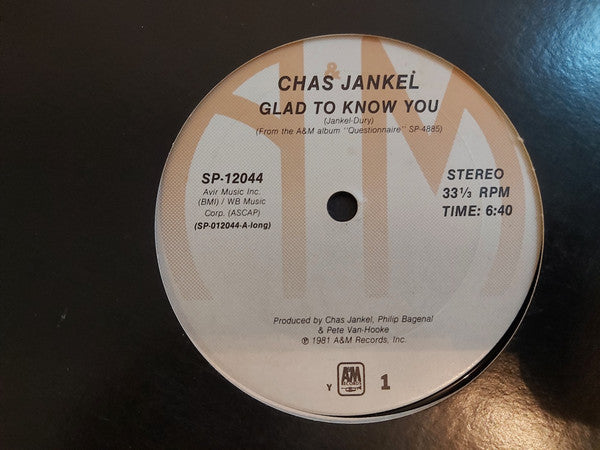 &
CHAS JANKEL
GLAD TO KNOW YOU
(Jankel-Dury)
(From the A&M album "Questionnaire" SP-4885)
SP-12044
Avir Music Inc.
(BMI) / WB Music
Corp. (ASCAP)
(SP-012044-A-long)
STEREO
33⅓ RPM
TIME: 6:40
Produced by Chas Jankel, Philip Bagenal
& Pete Van-Hooke
℗ 1981 A&M Records, Inc.
A&M
RECORDS
Y
1